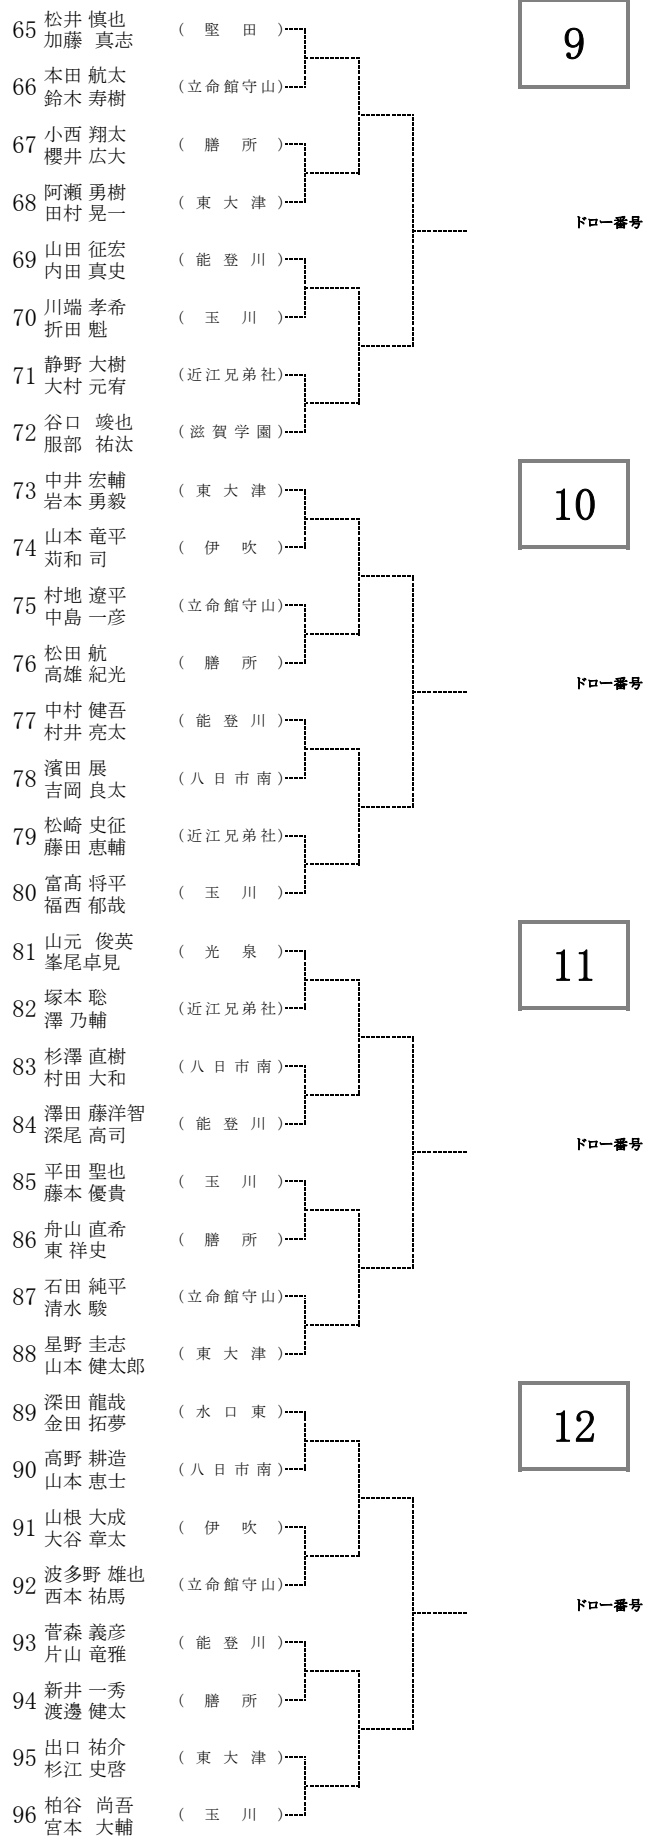 9
65 松井 慎也 ( 堅 田 )
加藤 真志
66 本田 航太 (立命館守山)
鈴木 寿樹
67 小西 翔太 ( 膳 所 )
櫻井 広大
68 阿瀬 勇樹 ( 東 大 津 )
田村 晃一
ドロー番号
69 山田 征宏 ( 能 登 川 )
内田 真史
70 川端 孝希 ( 玉 川 )
折田 魁
71 静野 大樹 (近江兄弟社)
大村 元宥
72 谷口 竣也 ( 滋 賀 学 園 )
服部 祐汰
10
73 中井 宏輔 ( 東 大 津 )
岩本 勇毅
74 山本 竜平 ( 伊 吹 )
苅和 司
75 村地 遼平 (立命館守山)
中島 一彦
76 松田 航 ( 膳 所 )
高雄 紀光
ドロー番号
77 中村 健吾 ( 能 登 川 )
村井 亮太
78 濱田 展 ( 八 日 市 南 )
吉岡 良太
79 松崎 史征 (近江兄弟社)
藤田 恵輔
80 富髙 将平 ( 玉 川 )
福西 郁哉
11
81 山元 俊英 ( 光 泉 )
峯尾卓見
82 塚本 聡 (近江兄弟社)
澤 乃輔
83 杉澤 直樹 ( 八 日 市 南 )
村田 大和
84 澤田 藤洋智 ( 能 登 川 )
深尾 高司
ドロー番号
85 平田 聖也 ( 玉 川 )
藤本 優貴
86 舟山 直希 ( 膳 所 )
東 祥史
87 石田 純平 (立命館守山)
清水 駿
88 星野 圭志 ( 東 大 津 )
山本 健太郎
12
89 深田 龍哉 ( 水 口 東 )
金田 拓夢
90 高野 耕造 ( 八 日 市 南 )
山本 恵士
91 山根 大成 ( 伊 吹 )
大谷 章太
92 波多野 雄也 (立命館守山)
西本 祐馬
ドロー番号
93 菅森 義彦 ( 能 登 川 )
片山 竜雅
94 新井 一秀 ( 膳 所 )
渡邊 健太
95 出口 祐介 ( 東 大 津 )
杉江 史啓
96 柏谷 尚吾 ( 玉 川 )
宮本 大輔